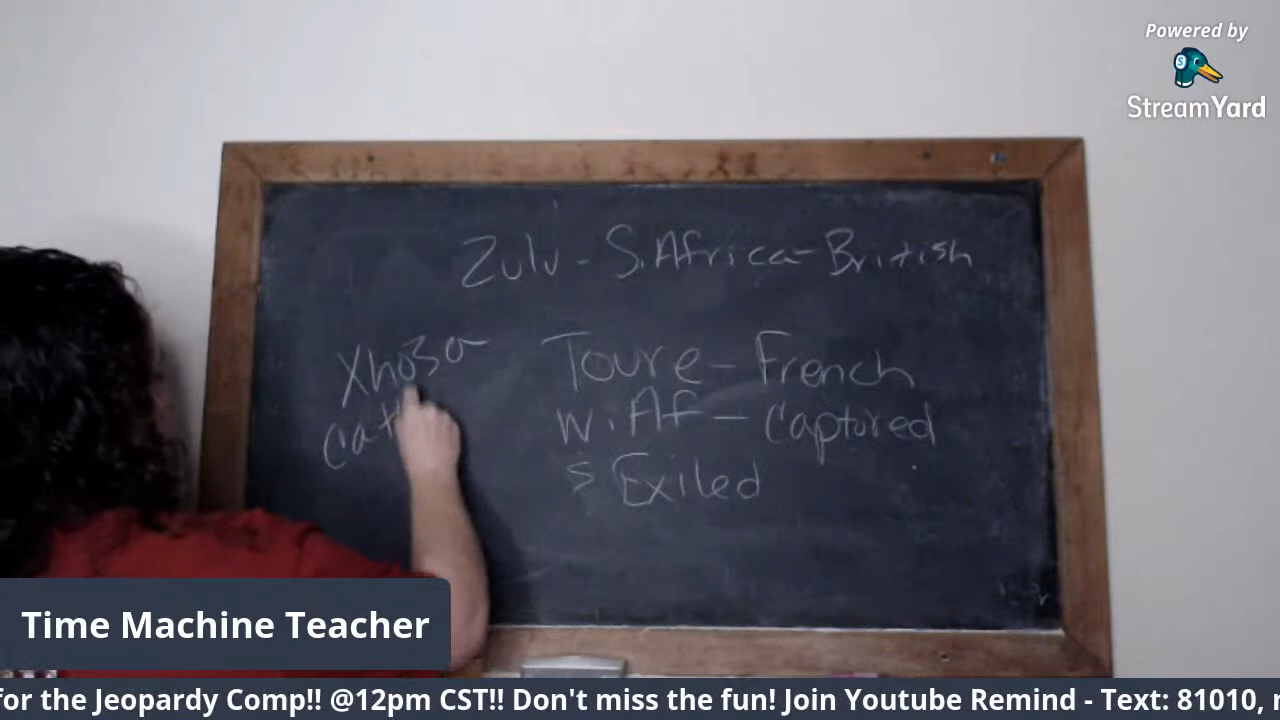 Powered by
StreamYard
Zulu - S. Africa - British
Xhosa
cat
Toure - French
W. Af - Captured
Exiled
Time Machine Teacher
for the Jeopardy Comp!! @12pm CST!! Don't miss the fun! Join Youtube Remind - Text: 81010,